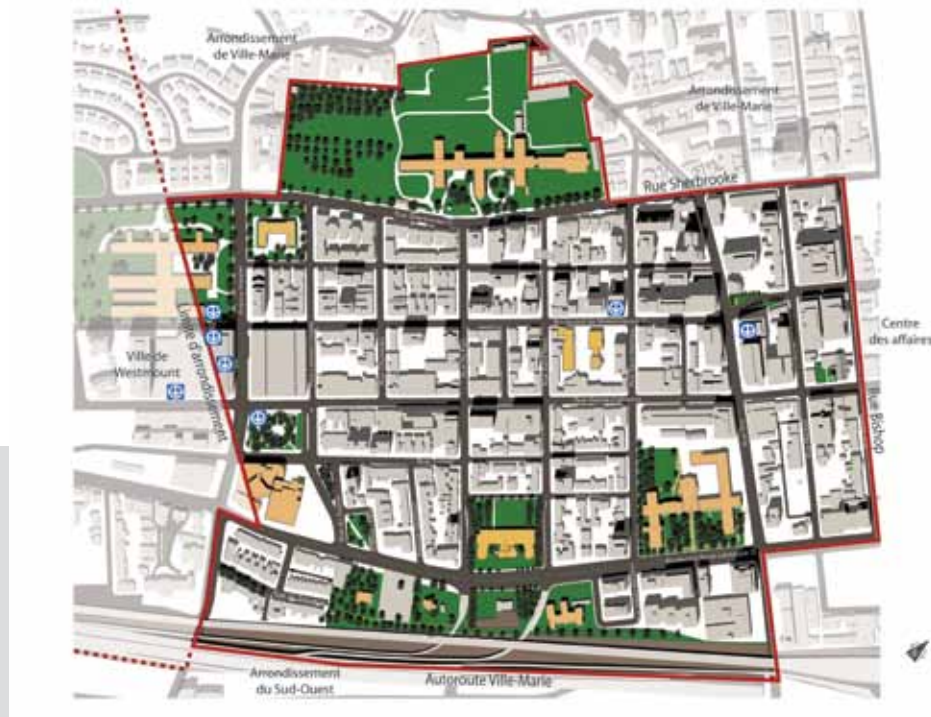 Arrondissement
de Ville-Marie
Arrondissement
de Ville-Marie
Rue Sherbrooke
Centre
des affaires
Ville de
Westmount
Limite d'arrondissement
Rue Bishop
Arrondissement
du Sud-Ouest
Autoroute Ville-Marie